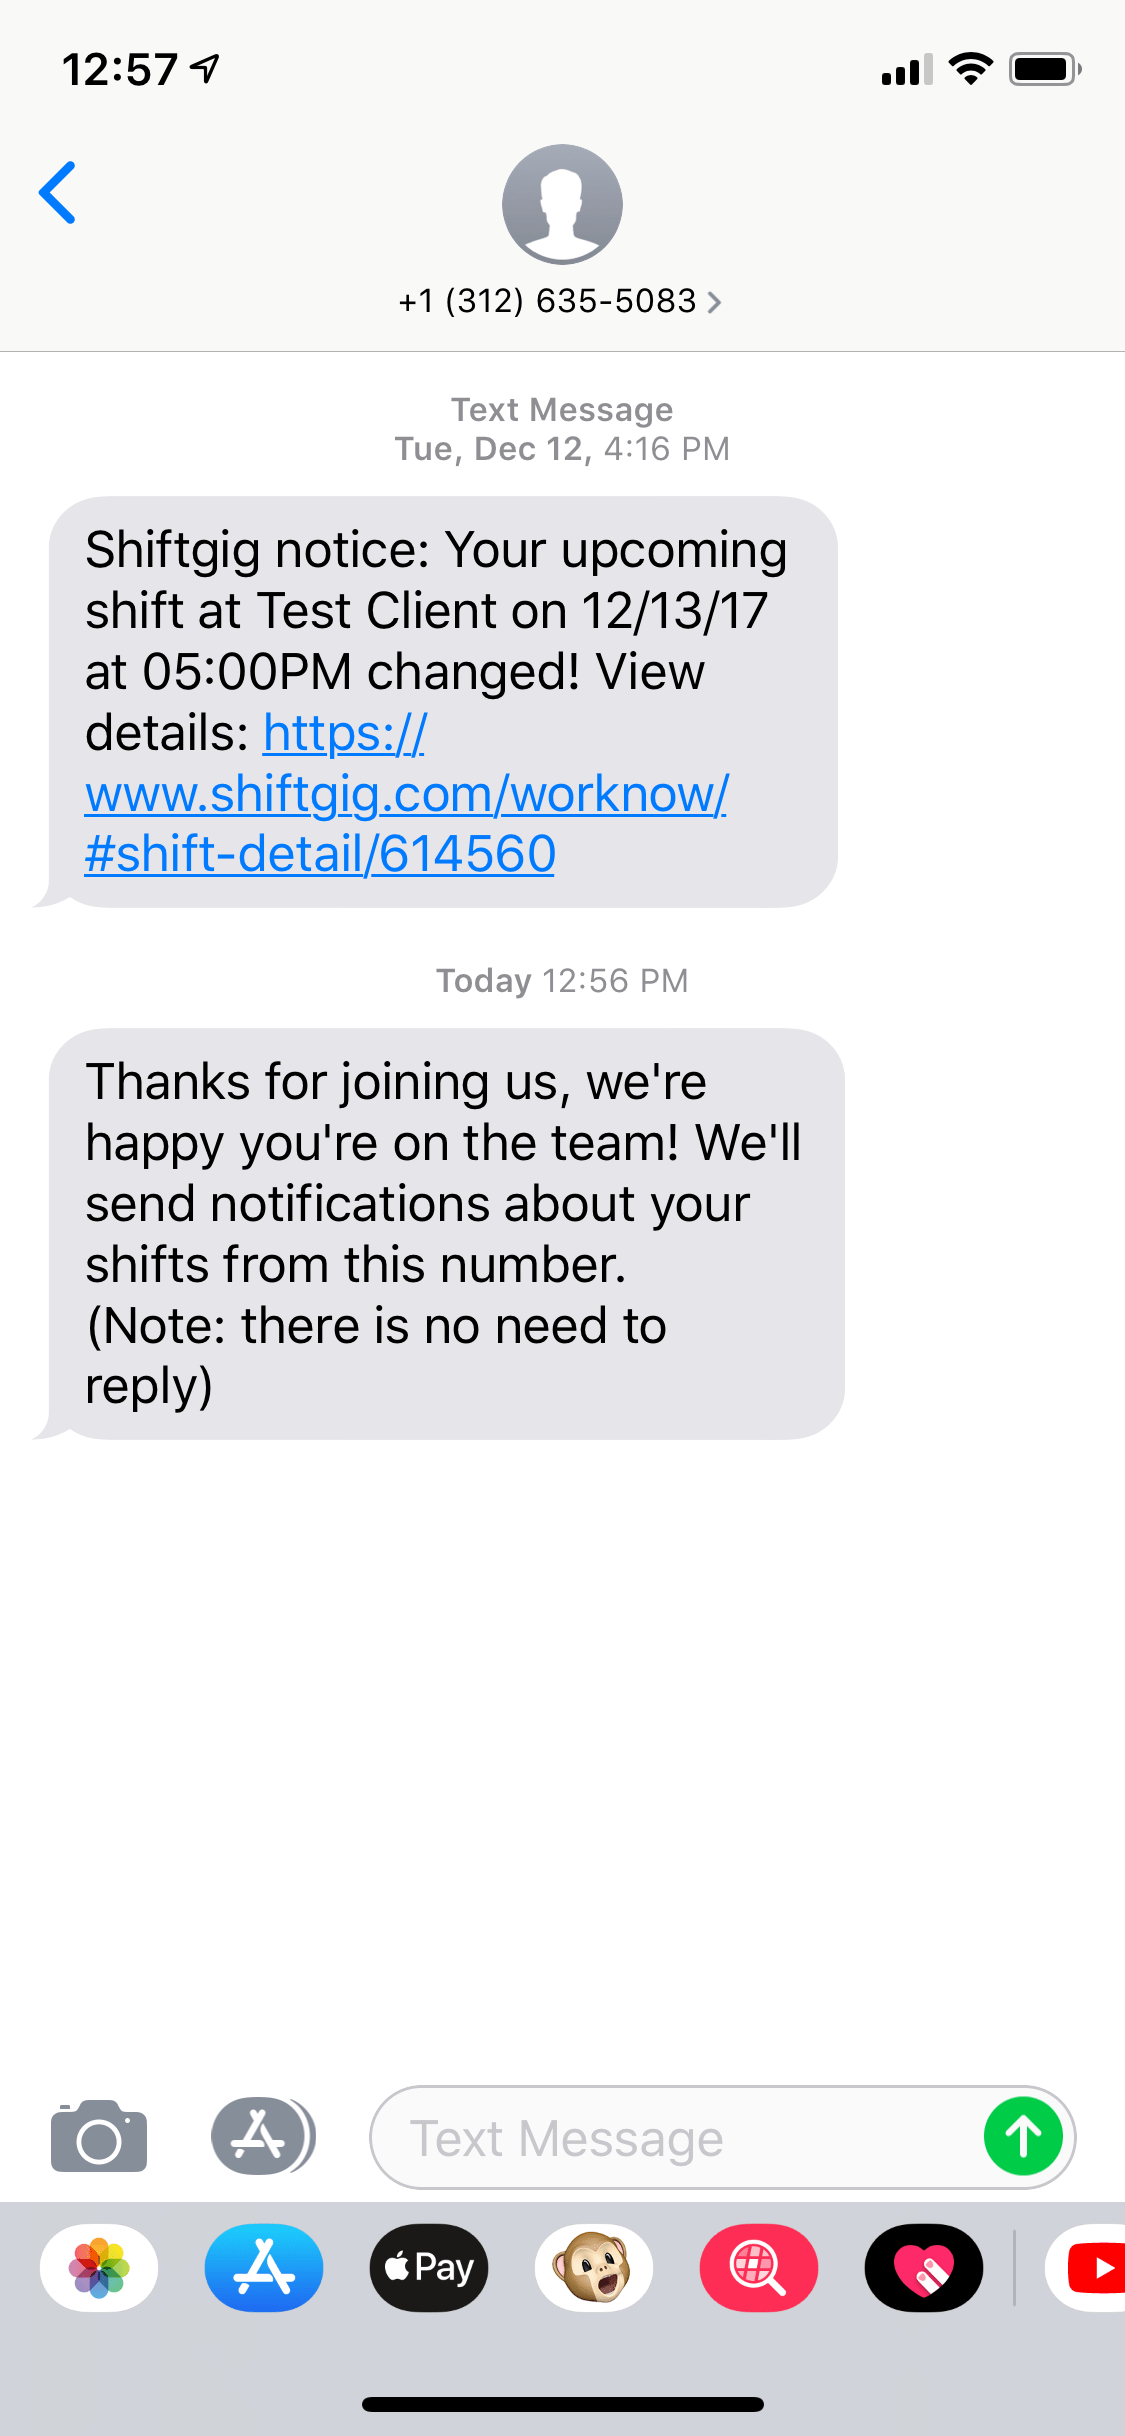 12:57
+1 (312) 635-5083
Text Message
Tue, Dec 12, 4:16 PM
Shiftgig notice: Your upcoming
shift at Test Client on 12/13/17
at 05:00PM changed! View
details: https://
www.shiftgig.com/worknow/
#shift-detail/614560
Today 12:56 PM
Thanks for joining us, we're
happy you're on the team! We'll
send notifications about your
shifts from this number.
(Note: there is no need to
reply)
Text Message
Pay